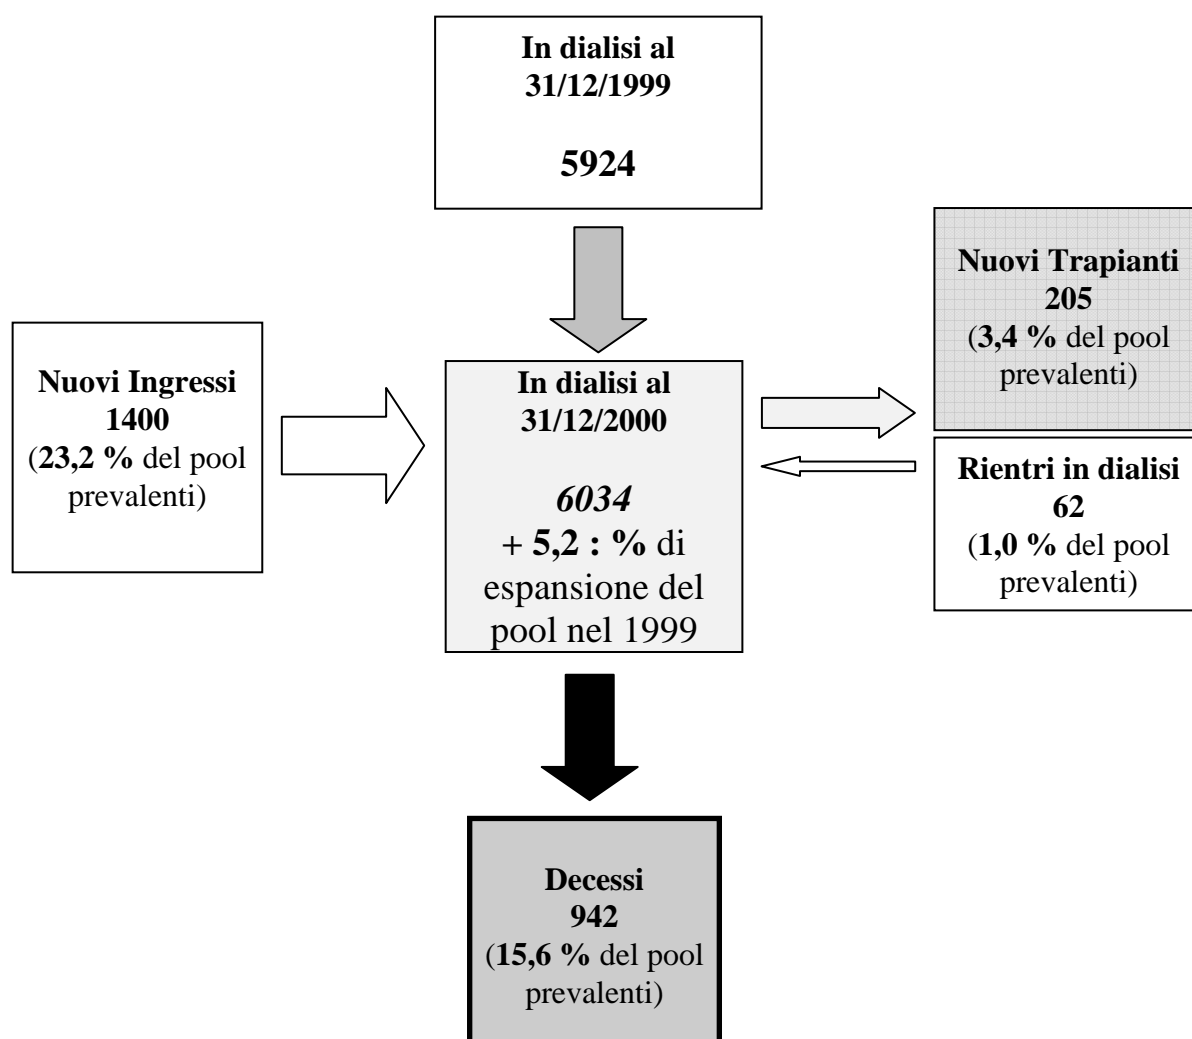 In dialisi al
31/12/1999
5924
Nuovi Trapianti
205
(3,4 % del pool
prevalenti)
Nuovi Ingressi
1400
(23,2 % del pool
prevalenti)
In dialisi al
31/12/2000
6034
+ 5,2 : % di
espansione del
pool nel 1999
Rientri in dialisi
62
(1,0 % del pool
prevalenti)
Decessi
942
(15,6 % del pool
prevalenti)